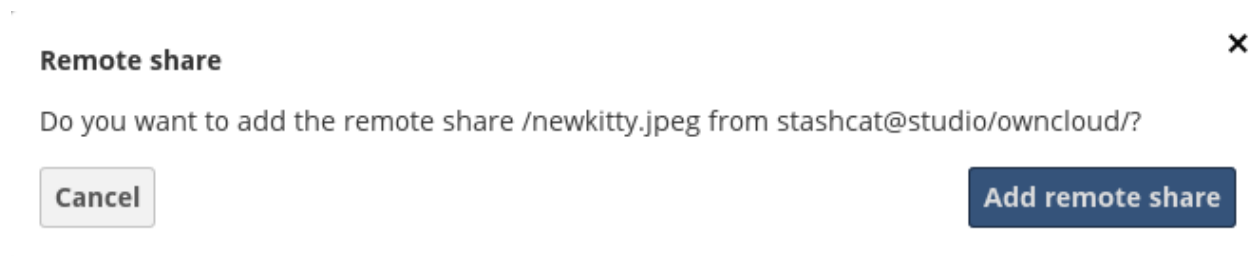 Remote share
Do you want to add the remote share /newkitty.jpeg from stashcat@studio/owncloud/?
Cancel
Add remote share